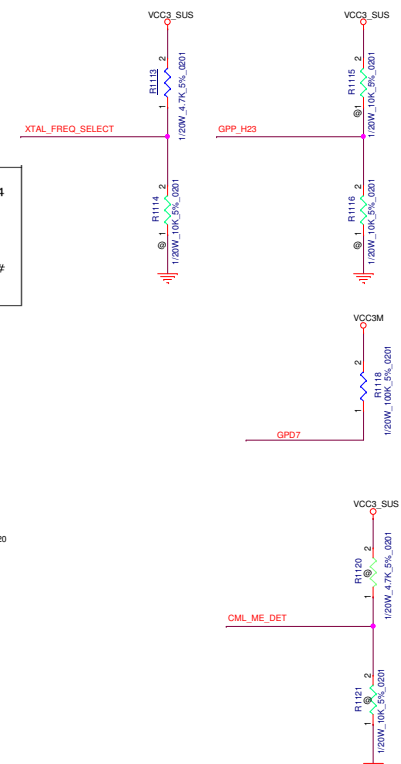 VCC3_SUS
2
R1113
1/20W_4.7K_5%_0201
1
XTAL_FREQ_SELECT
2
R1114
1/20W_10K_5%_0201
@
1
VCC3_SUS
2
R1115
1/20W_10K_5%_0201
@
1
GPP_H23
2
R1116
1/20W_10K_5%_0201
@
1
4
#
VCC3M
2
R1118
1/20W_100K_5%_0201
1
GPD7
20
VCC3_SUS
2
R1120
@
1/20W_4.7K_5%_0201
1
CML_ME_DET
2
R1121
@
1/20W_10K_5%_0201
1